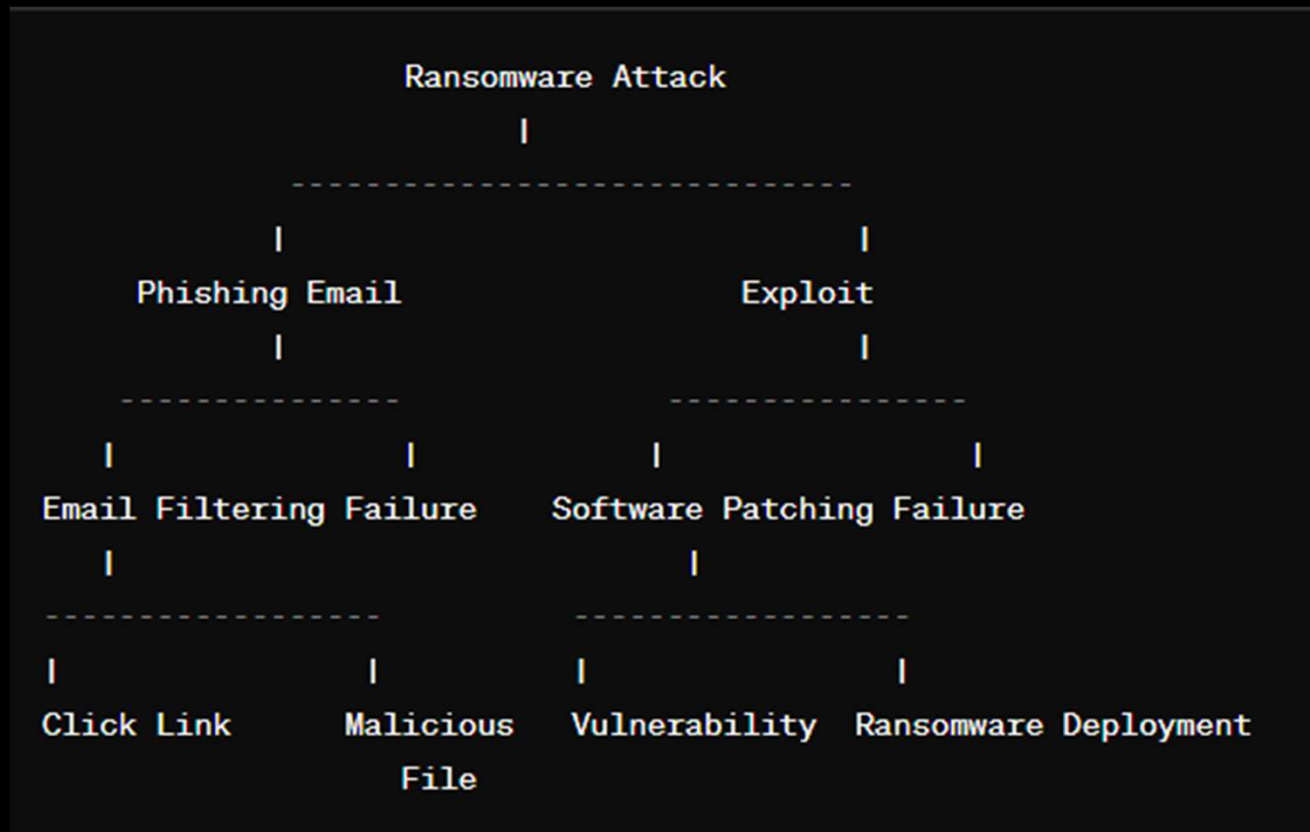 Ransomware Attack
|
------------------------------
| |
Phishing Email Exploit
| |
--------------- ----------------
| | | |
Email Filtering Failure Software Patching Failure
| |
------------------ ------------------
| | | |
Click Link Malicious Vulnerability Ransomware Deployment
File